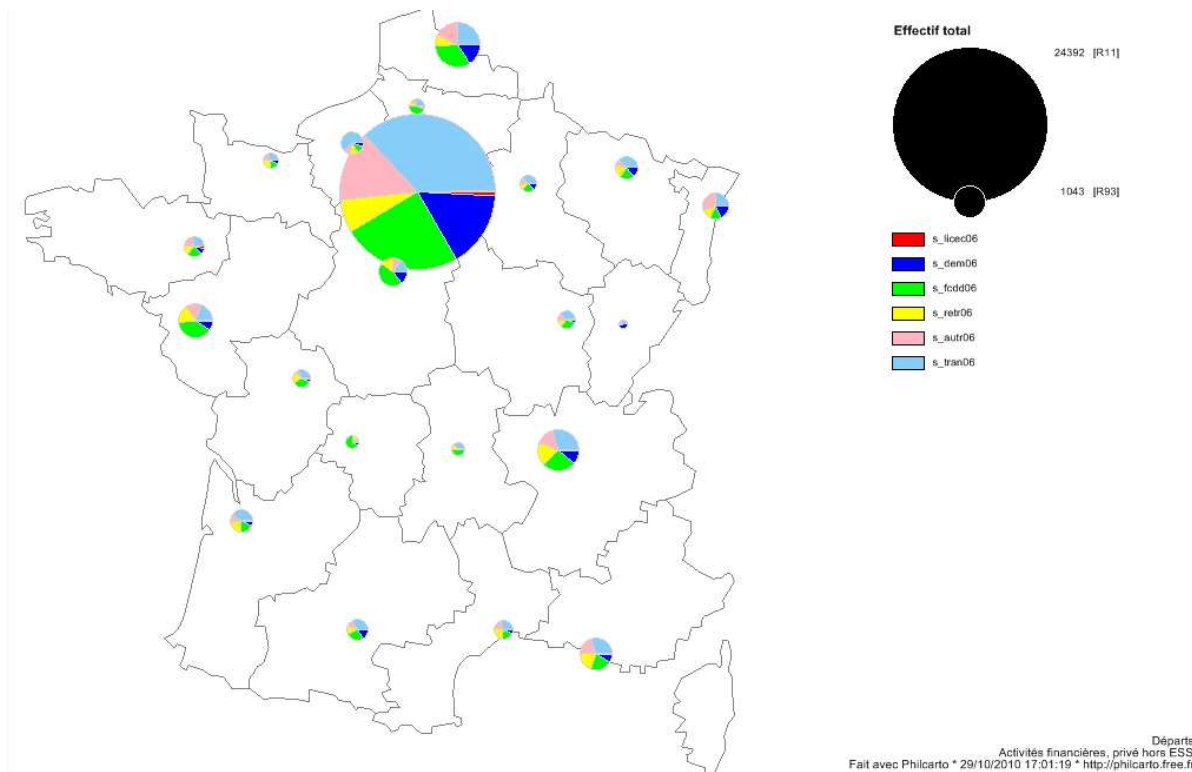 Effectif total
24392 [R11]
1043 [R93]
s_licec06
s_dem06
s_fcdd06
s_retr06
s_autr06
s_tran06
Départs
Activités financières, privé hors ESS
Fait avec Philcarto * 29/10/2010 17:01:19 * http://philcarto.free.fr